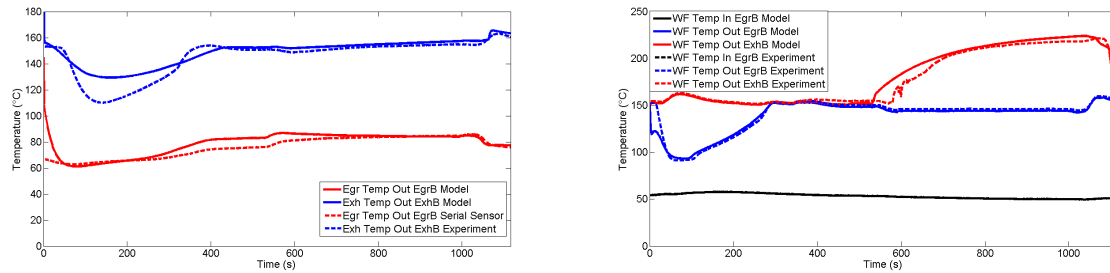 180
160
140
120
100
80
60
40
20
0
Temperature (°C)
0
200
400
600
800
1000
Time (s)
Egr Temp Out EgrB Model
Exh Temp Out ExhB Model
Egr Temp Out EgrB Serial Sensor
Exh Temp Out ExhB Experiment
250
200
150
100
50
0
Temperature (°C)
0
200
400
600
800
1000
Time (s)
WF Temp In EgrB Model
WF Temp Out EgrB Model
WF Temp Out ExhB Model
WF Temp In EgrB Experiment
WF Temp Out EgrB Experiment
WF Temp Out ExhB Experiment